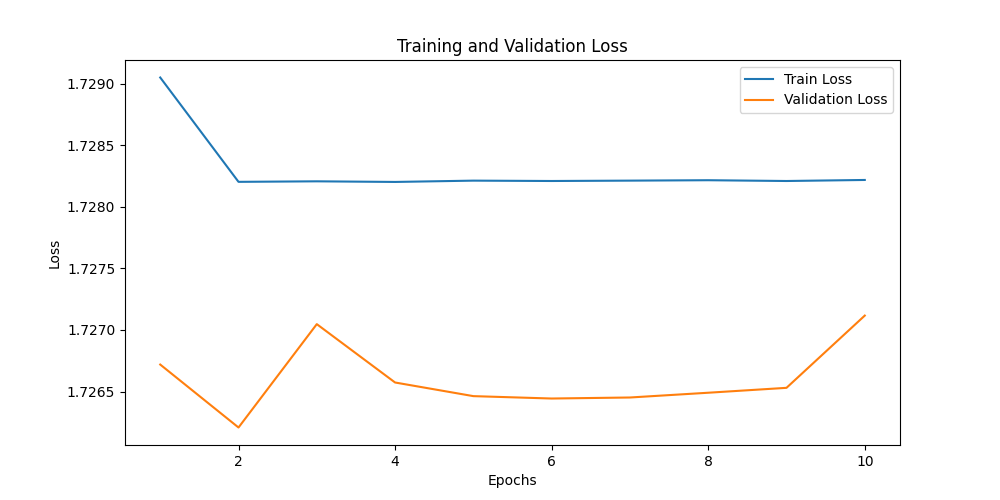 Training and Validation Loss
Train Loss
Validation Loss
1.7290
1.7285
1.7280
1.7275
1.7270
1.7265
Loss
2
4
6
8
10
Epochs